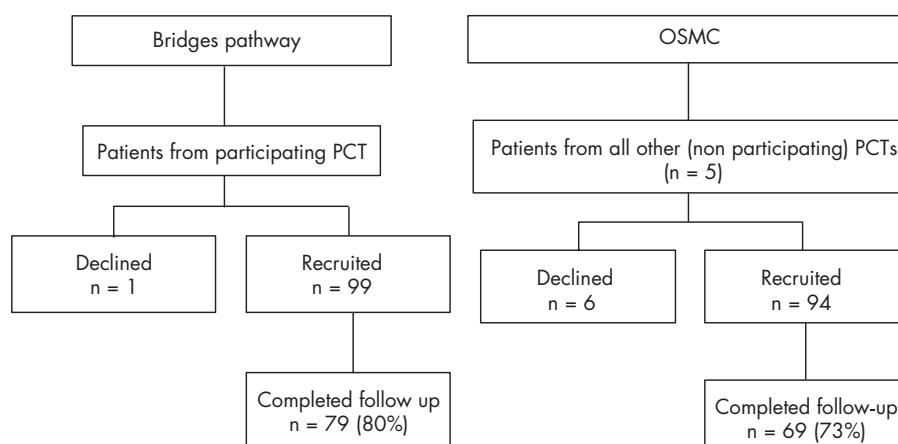 Bridges pathway
Patients from participating PCT
Declined
n = 1
Recruited
n = 99
Completed follow up
n = 79 (80%)
OSMC
Patients from all other (non participating) PCTs
(n = 5)
Declined
n = 6
Recruited
n = 94
Completed follow-up
n = 69 (73%)